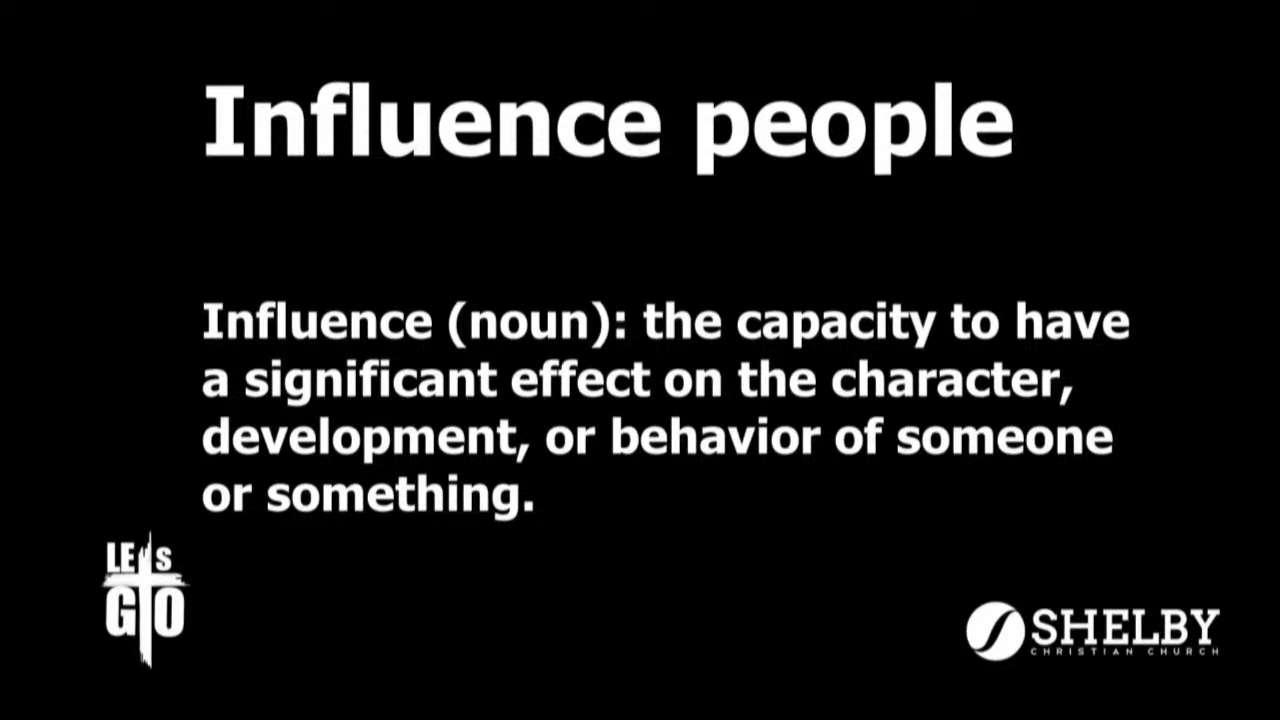 Influence people
Influence (noun): the capacity to have
a significant effect on the character,
development, or behavior of someone
or something.
LETS
GO
SHELBY
CHRISTIAN CHURCH